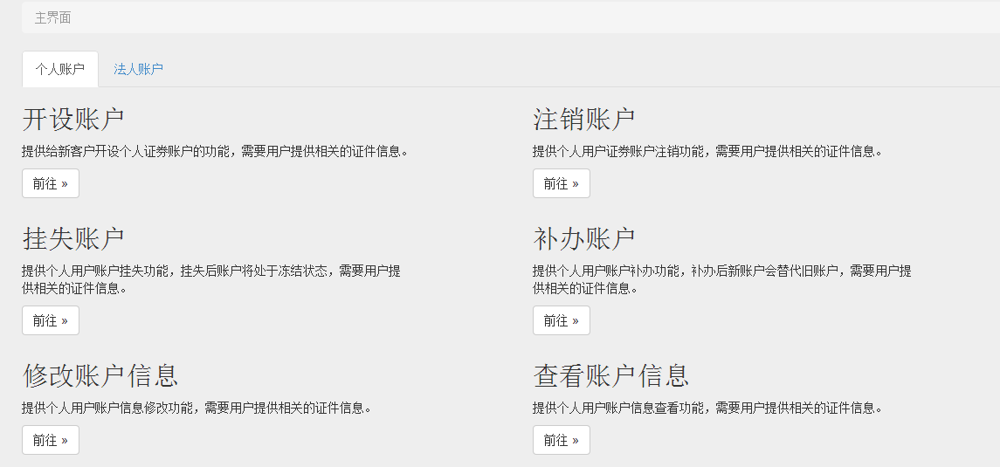 主界面
个人账户
法人账户
开设账户
提供给新客户开设个人证券账户的功能，需要用户提供相关的证件信息。
前往 »
注销账户
提供个人用户证券账户注销功能，需要用户提供相关的证件信息。
前往 »
挂失账户
提供个人用户账户挂失功能，挂失后账户将处于冻结状态，需要用户提
供相关的证件信息。
前往 »
补办账户
提供个人用户账户补办功能，补办后新账户会替代旧账户，需要用户提
供相关的证件信息。
前往 »
修改账户信息
提供个人用户账户信息修改功能，需要用户提供相关的证件信息。
前往 »
查看账户信息
提供个人用户账户信息查看功能，需要用户提供相关的证件信息。
前往 »